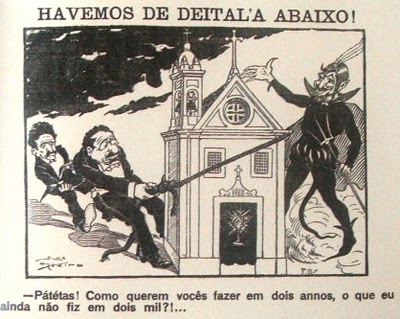 HAVEMOS DE DEITAL'A ABAIXO!
—Pátétas! Como querem vocês fazer em dois annos, o que eu
ainda não fiz em dois mil?!...